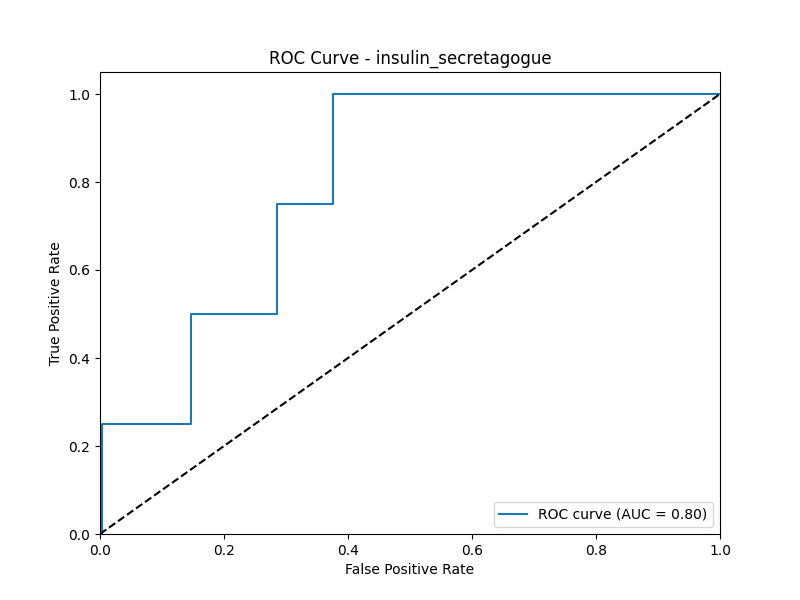 ROC Curve - insulin_secretagogue
True Positive Rate
1.0
0.8
0.6
0.4
0.2
0.0
0.0 0.2 0.4 0.6 0.8 1.0
False Positive Rate
ROC curve (AUC = 0.80)